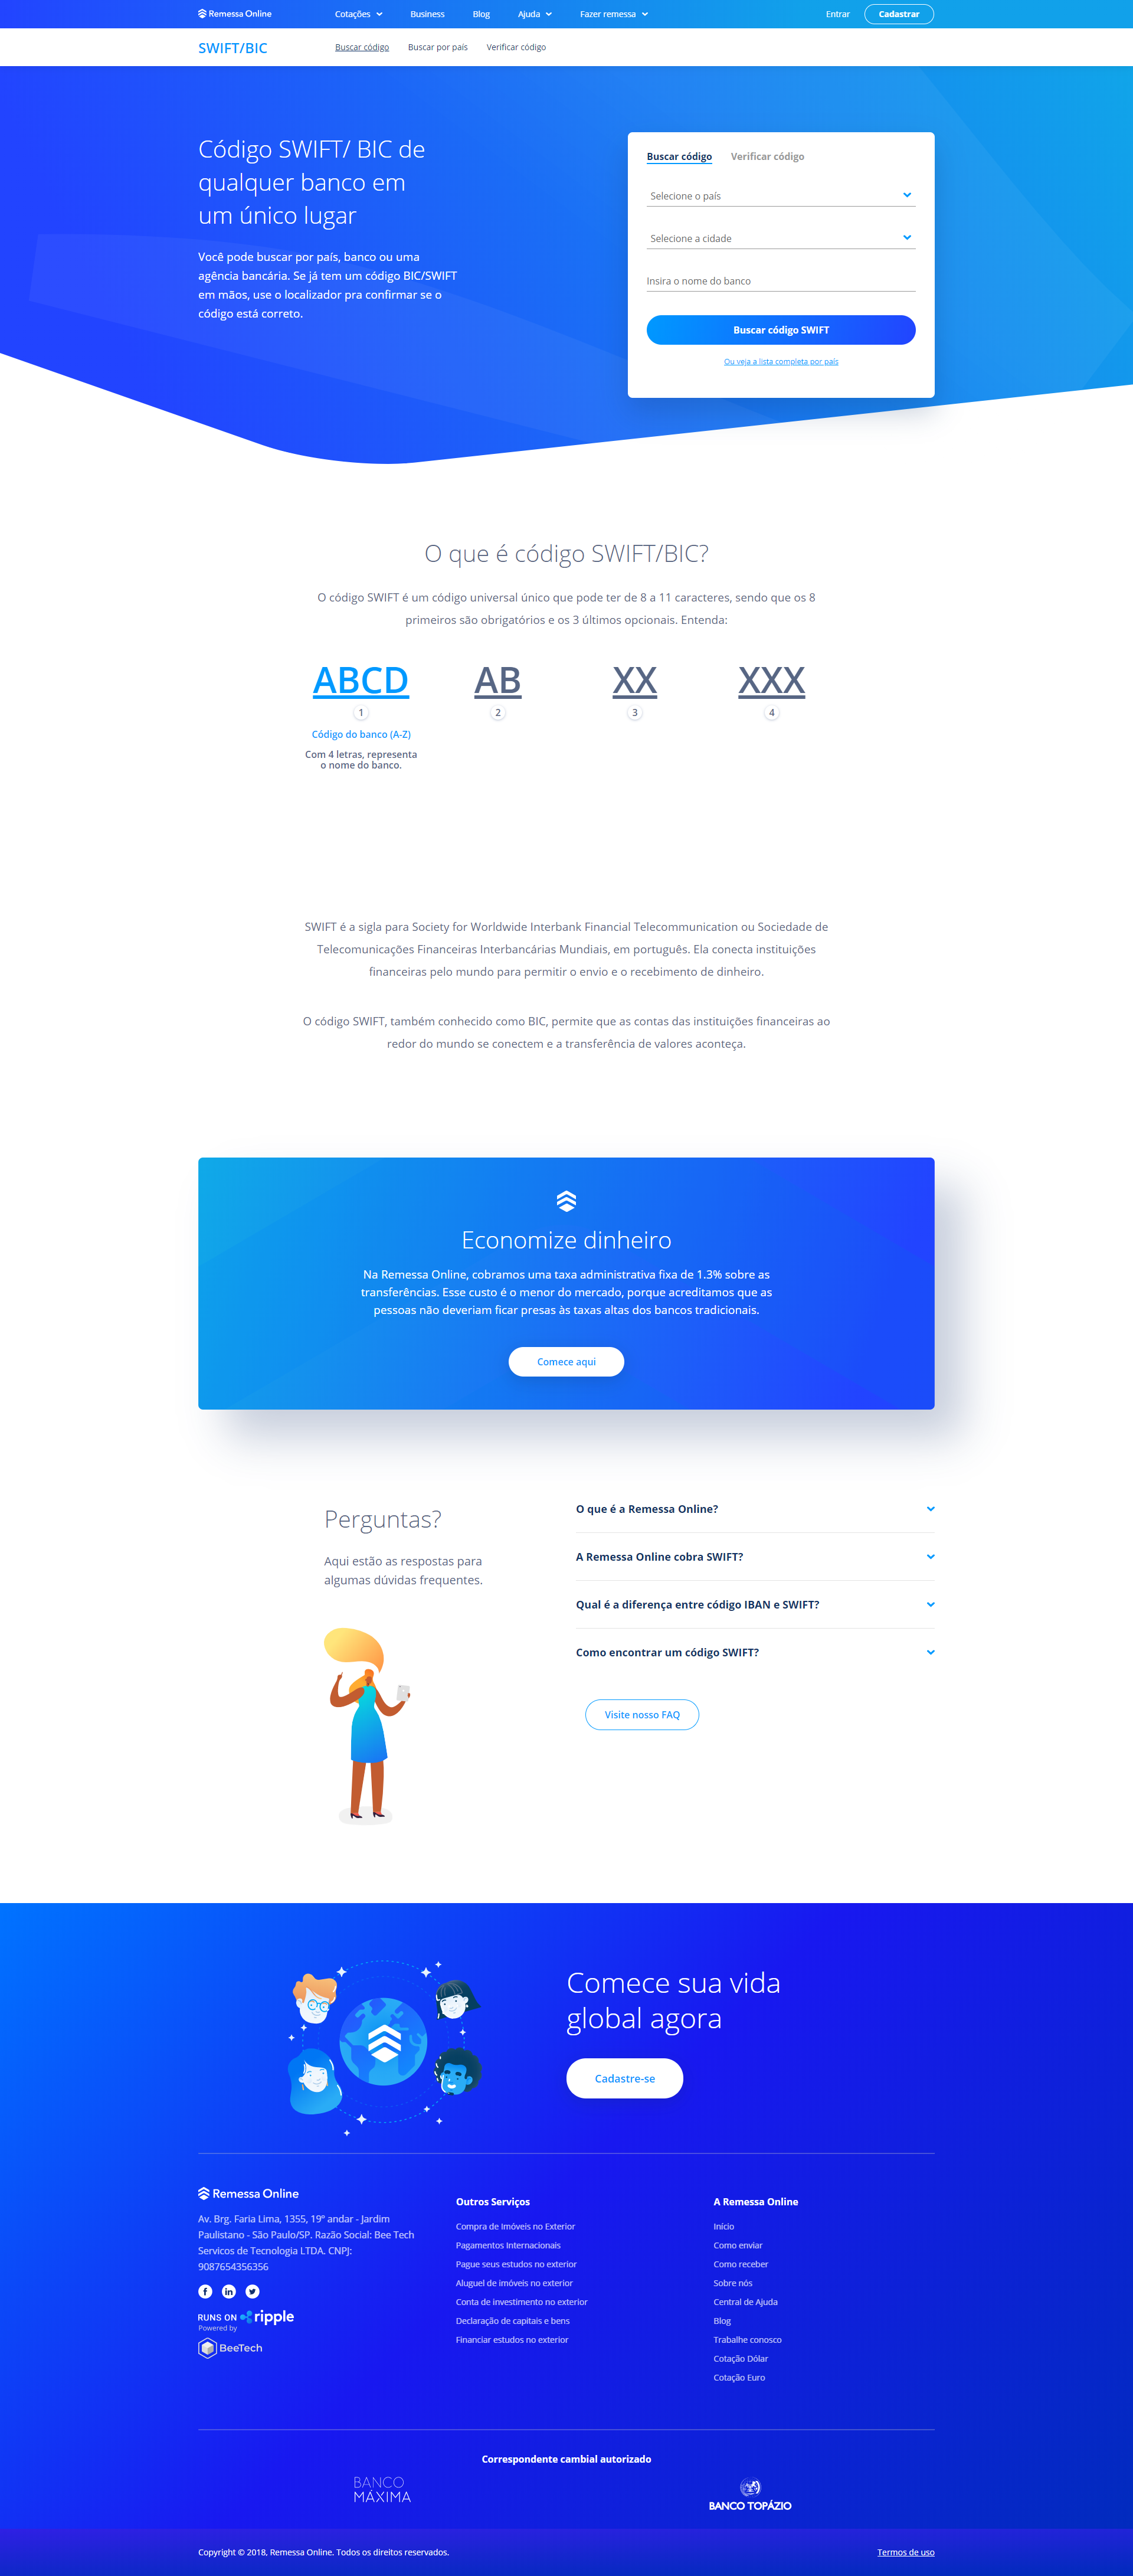 Remessa Online
Cotações
Business
Blog
Ajuda
Fazer remessa
Entrar
Cadastrar
SWIFT/BIC
Buscar código
Buscar por país
Verificar código
Código SWIFT/ BIC de
qualquer banco em
um único lugar
Você pode buscar por país, banco ou uma
agência bancária. Se já tem um código BIC/SWIFT
em mãos, use o localizador pra confirmar se o
código está correto.
Buscar código
Verificar código
Selecione o país
Selecione a cidade
Insira o nome do banco
Buscar código SWIFT
Ou veja a lista completa por país
O que é código SWIFT/BIC?
O código SWIFT é um código universal único que pode ter de 8 a 11 caracteres, sendo que os 8
primeiros são obrigatórios e os 3 últimos opcionais. Entenda:
ABCD
AB
XX
XXX
1
2
3
4
Código do banco (A-Z)
Com 4 letras, representa
o nome do banco.
SWIFT é a sigla para Society for Worldwide Interbank Financial Telecommunication ou Sociedade de
Telecomunicações Financeiras Interbancárias Mundiais, em português. Ela conecta instituições
financeiras pelo mundo para permitir o envio e o recebimento de dinheiro.
O código SWIFT, também conhecido como BIC, permite que as contas das instituições financeiras ao
redor do mundo se conectem e a transferência de valores aconteça.
Economize dinheiro
Na Remessa Online, cobramos uma taxa administrativa fixa de 1.3% sobre as
transferências. Esse custo é o menor do mercado, porque acreditamos que as
pessoas não deveriam ficar presas às taxas altas dos bancos tradicionais.
Comece aqui
Perguntas?
Aqui estão as respostas para
algumas dúvidas frequentes.
O que é a Remessa Online?
A Remessa Online cobra SWIFT?
Qual é a diferença entre código IBAN e SWIFT?
Como encontrar um código SWIFT?
Visite nosso FAQ
Comece sua vida
global agora
Cadastre-se
Remessa Online
Av. Brg. Faria Lima, 1355, 19º andar - Jardim
Paulistano - São Paulo/SP. Razão Social: Bee Tech
Servicos de Tecnologia LTDA. CNPJ:
9087654356356
RUNS ON ripple
Powered by
BeeTech
Outros Serviços
Compra de Imóveis no Exterior
Pagamentos Internacionais
Pague seus estudos no exterior
Aluguel de imóveis no exterior
Conta de investimento no exterior
Declaração de capitais e bens
Financiar estudos no exterior
A Remessa Online
Início
Como enviar
Como receber
Sobre nós
Central de Ajuda
Blog
Trabalhe conosco
Cotação Dólar
Cotação Euro
Correspondente cambial autorizado
BANCO
MÁXIMA
BANCO TOPÁZIO
Copyright © 2018, Remessa Online. Todos os direitos reservados.
Termos de uso